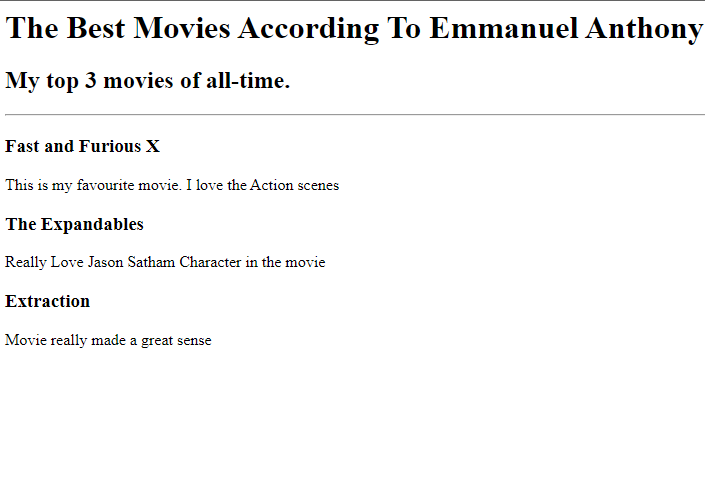 The Best Movies According To Emmanuel Anthony
My top 3 movies of all-time.
Fast and Furious X
This is my favourite movie. I love the Action scenes
The Expandables
Really Love Jason Satham Character in the movie
Extraction
Movie really made a great sense